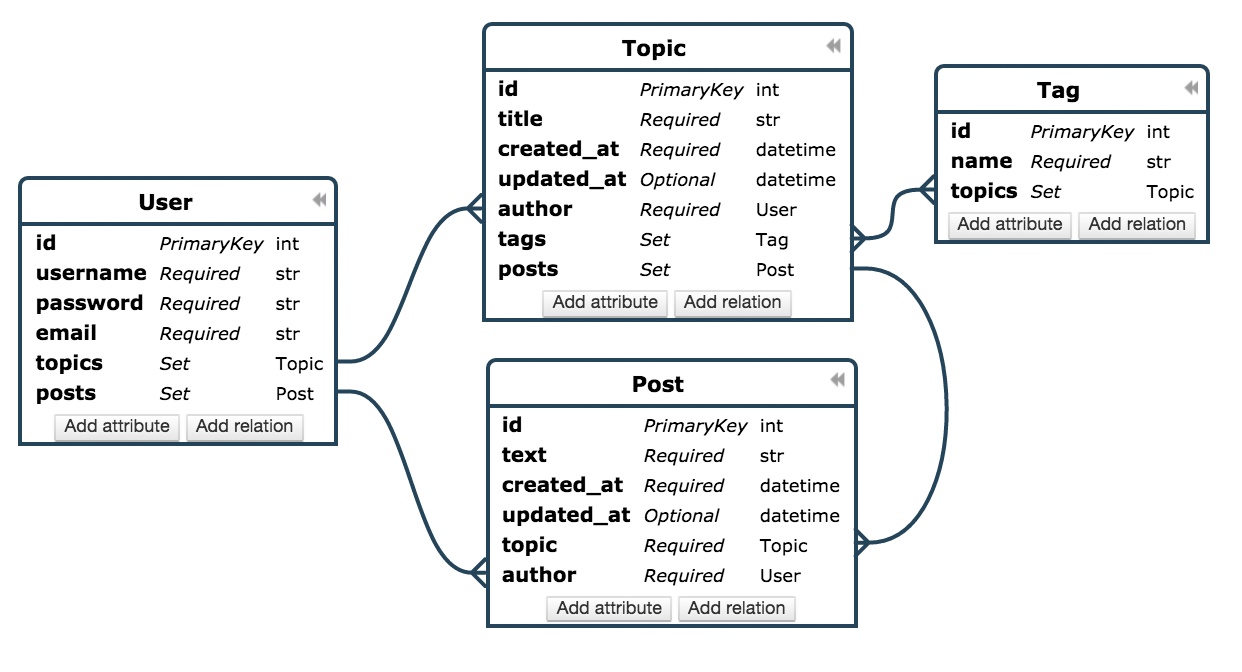 User
id PrimaryKey int
username Required str
password Required str
email Required str
topics Set Topic
posts Set Post
Add attribute Add relation
Topic
id PrimaryKey int
title Required str
created_at Required datetime
updated_at Optional datetime
author Required User
tags Set Tag
posts Set Post
Add attribute Add relation
Tag
id PrimaryKey int
name Required str
topics Set Topic
Add attribute Add relation
Post
id PrimaryKey int
text Required str
created_at Required datetime
updated_at Optional datetime
topic Required Topic
author Required User
Add attribute Add relation